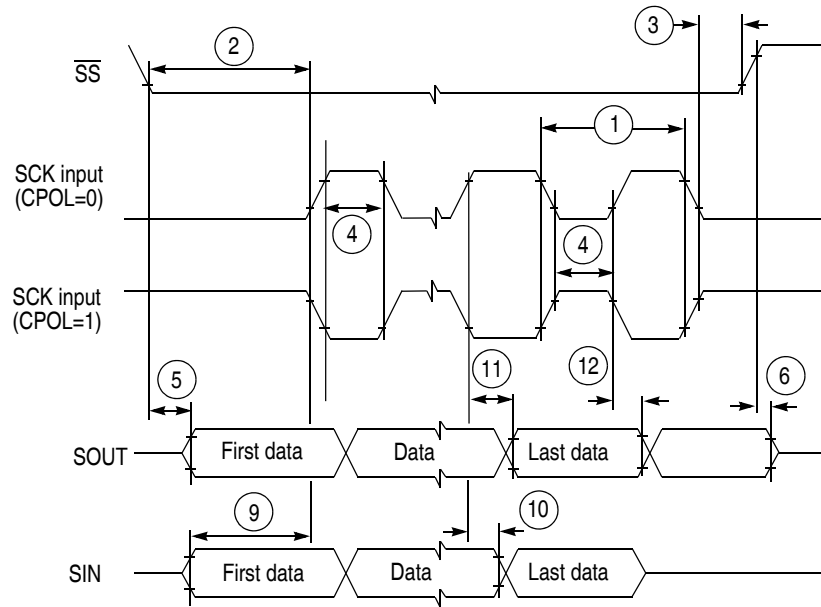 2
3
SS
1
SCK input
(CPOL=0)
4
4
SCK input
(CPOL=1)
5
11
12
6
SOUT
First data
Data
Last data
9
10
SIN
First data
Data
Last data